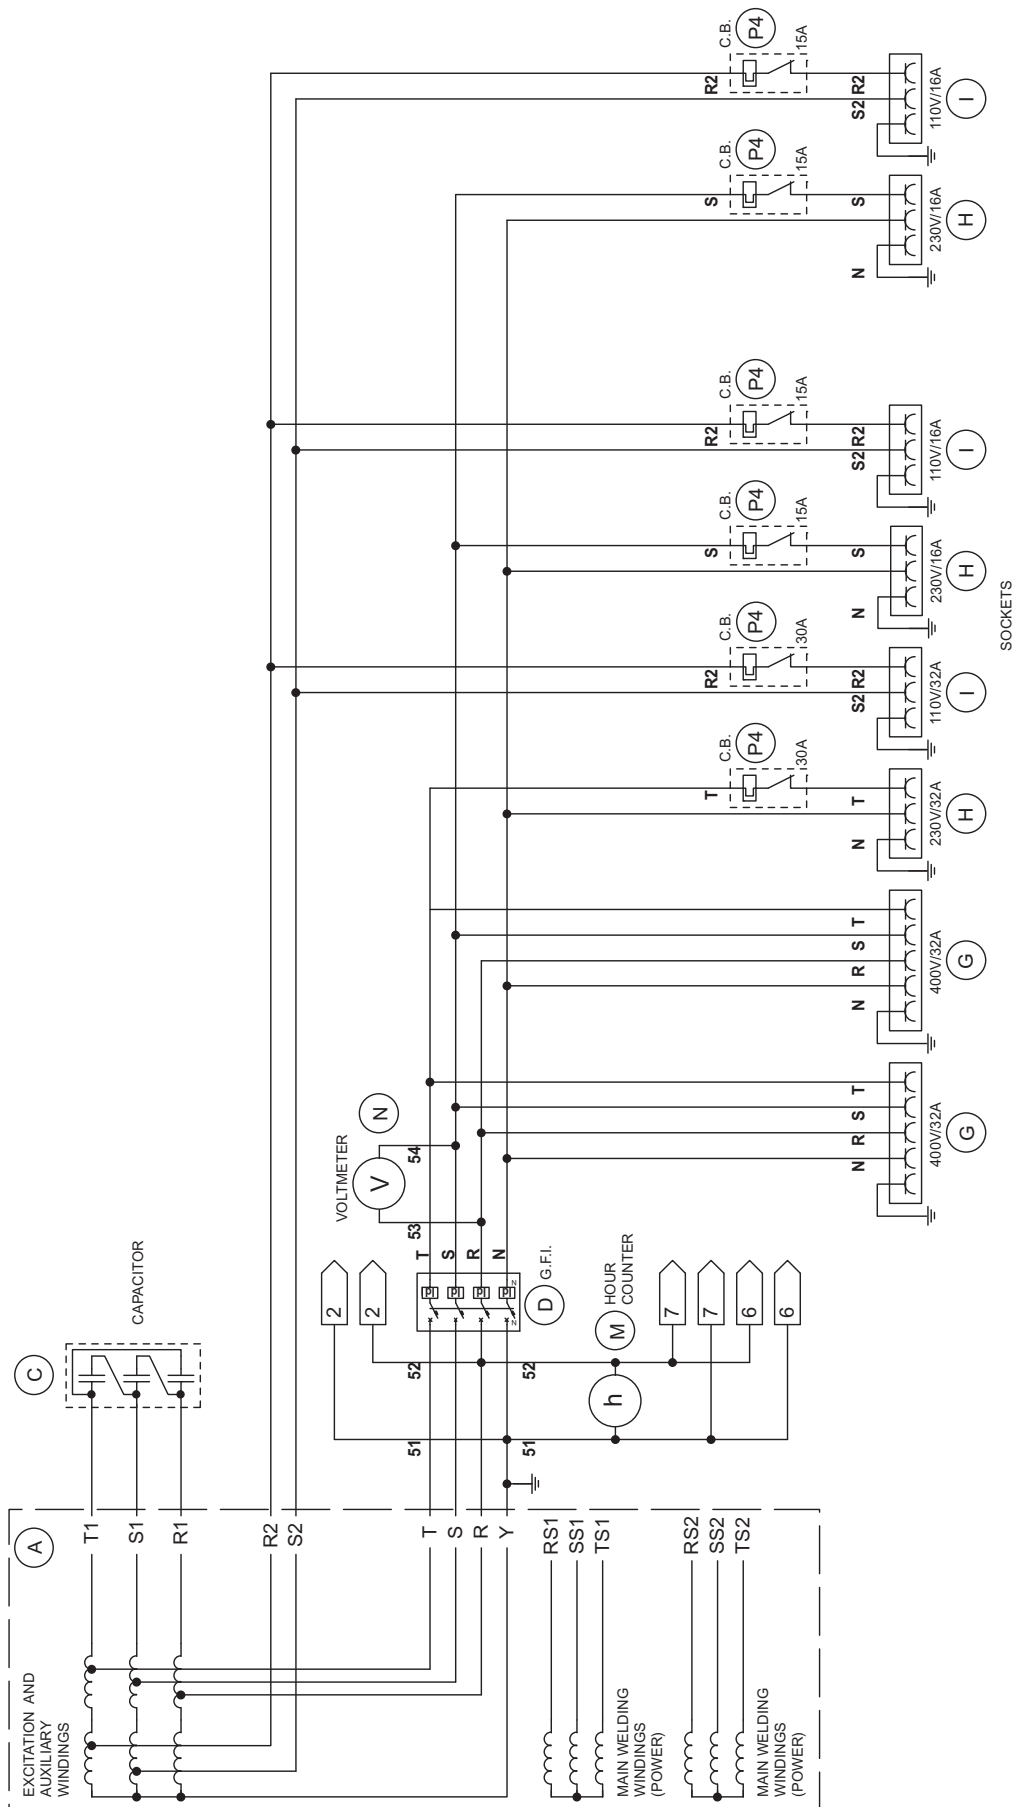 C.B.
P4
15A
R2
S2 R2
110V/16A
I
C.B.
P4
15A
S
S
N
230V/16A
H
C.B.
P4
15A
R2
S2 R2
110V/16A
I
C.B.
P4
15A
S
S
N
230V/16A
H
C.B.
P4
30A
R2
S2 R2
110V/32A
I
C.B.
P4
30A
T
T
N
230V/32A
H
SOCKETS
N R S T
400V/32A
G
N R S T
400V/32A
G
VOLTMETER
N
V
54
53
T
S
R
N
D
G.F.I.
PI
PI
PI
PI
N
N
CAPACITOR
C
2
2
M
HOUR
COUNTER
h
7
7
6
6
52
52
51
51
A
T1
S1
R1
R2
S2
T
S
R
Y
RS1
SS1
TS1
RS2
SS2
TS2
EXCITATION AND
AUXILIARY
WINDINGS
MAIN WELDING
WINDINGS
(POWER)
MAIN WELDING
WINDINGS
(POWER)